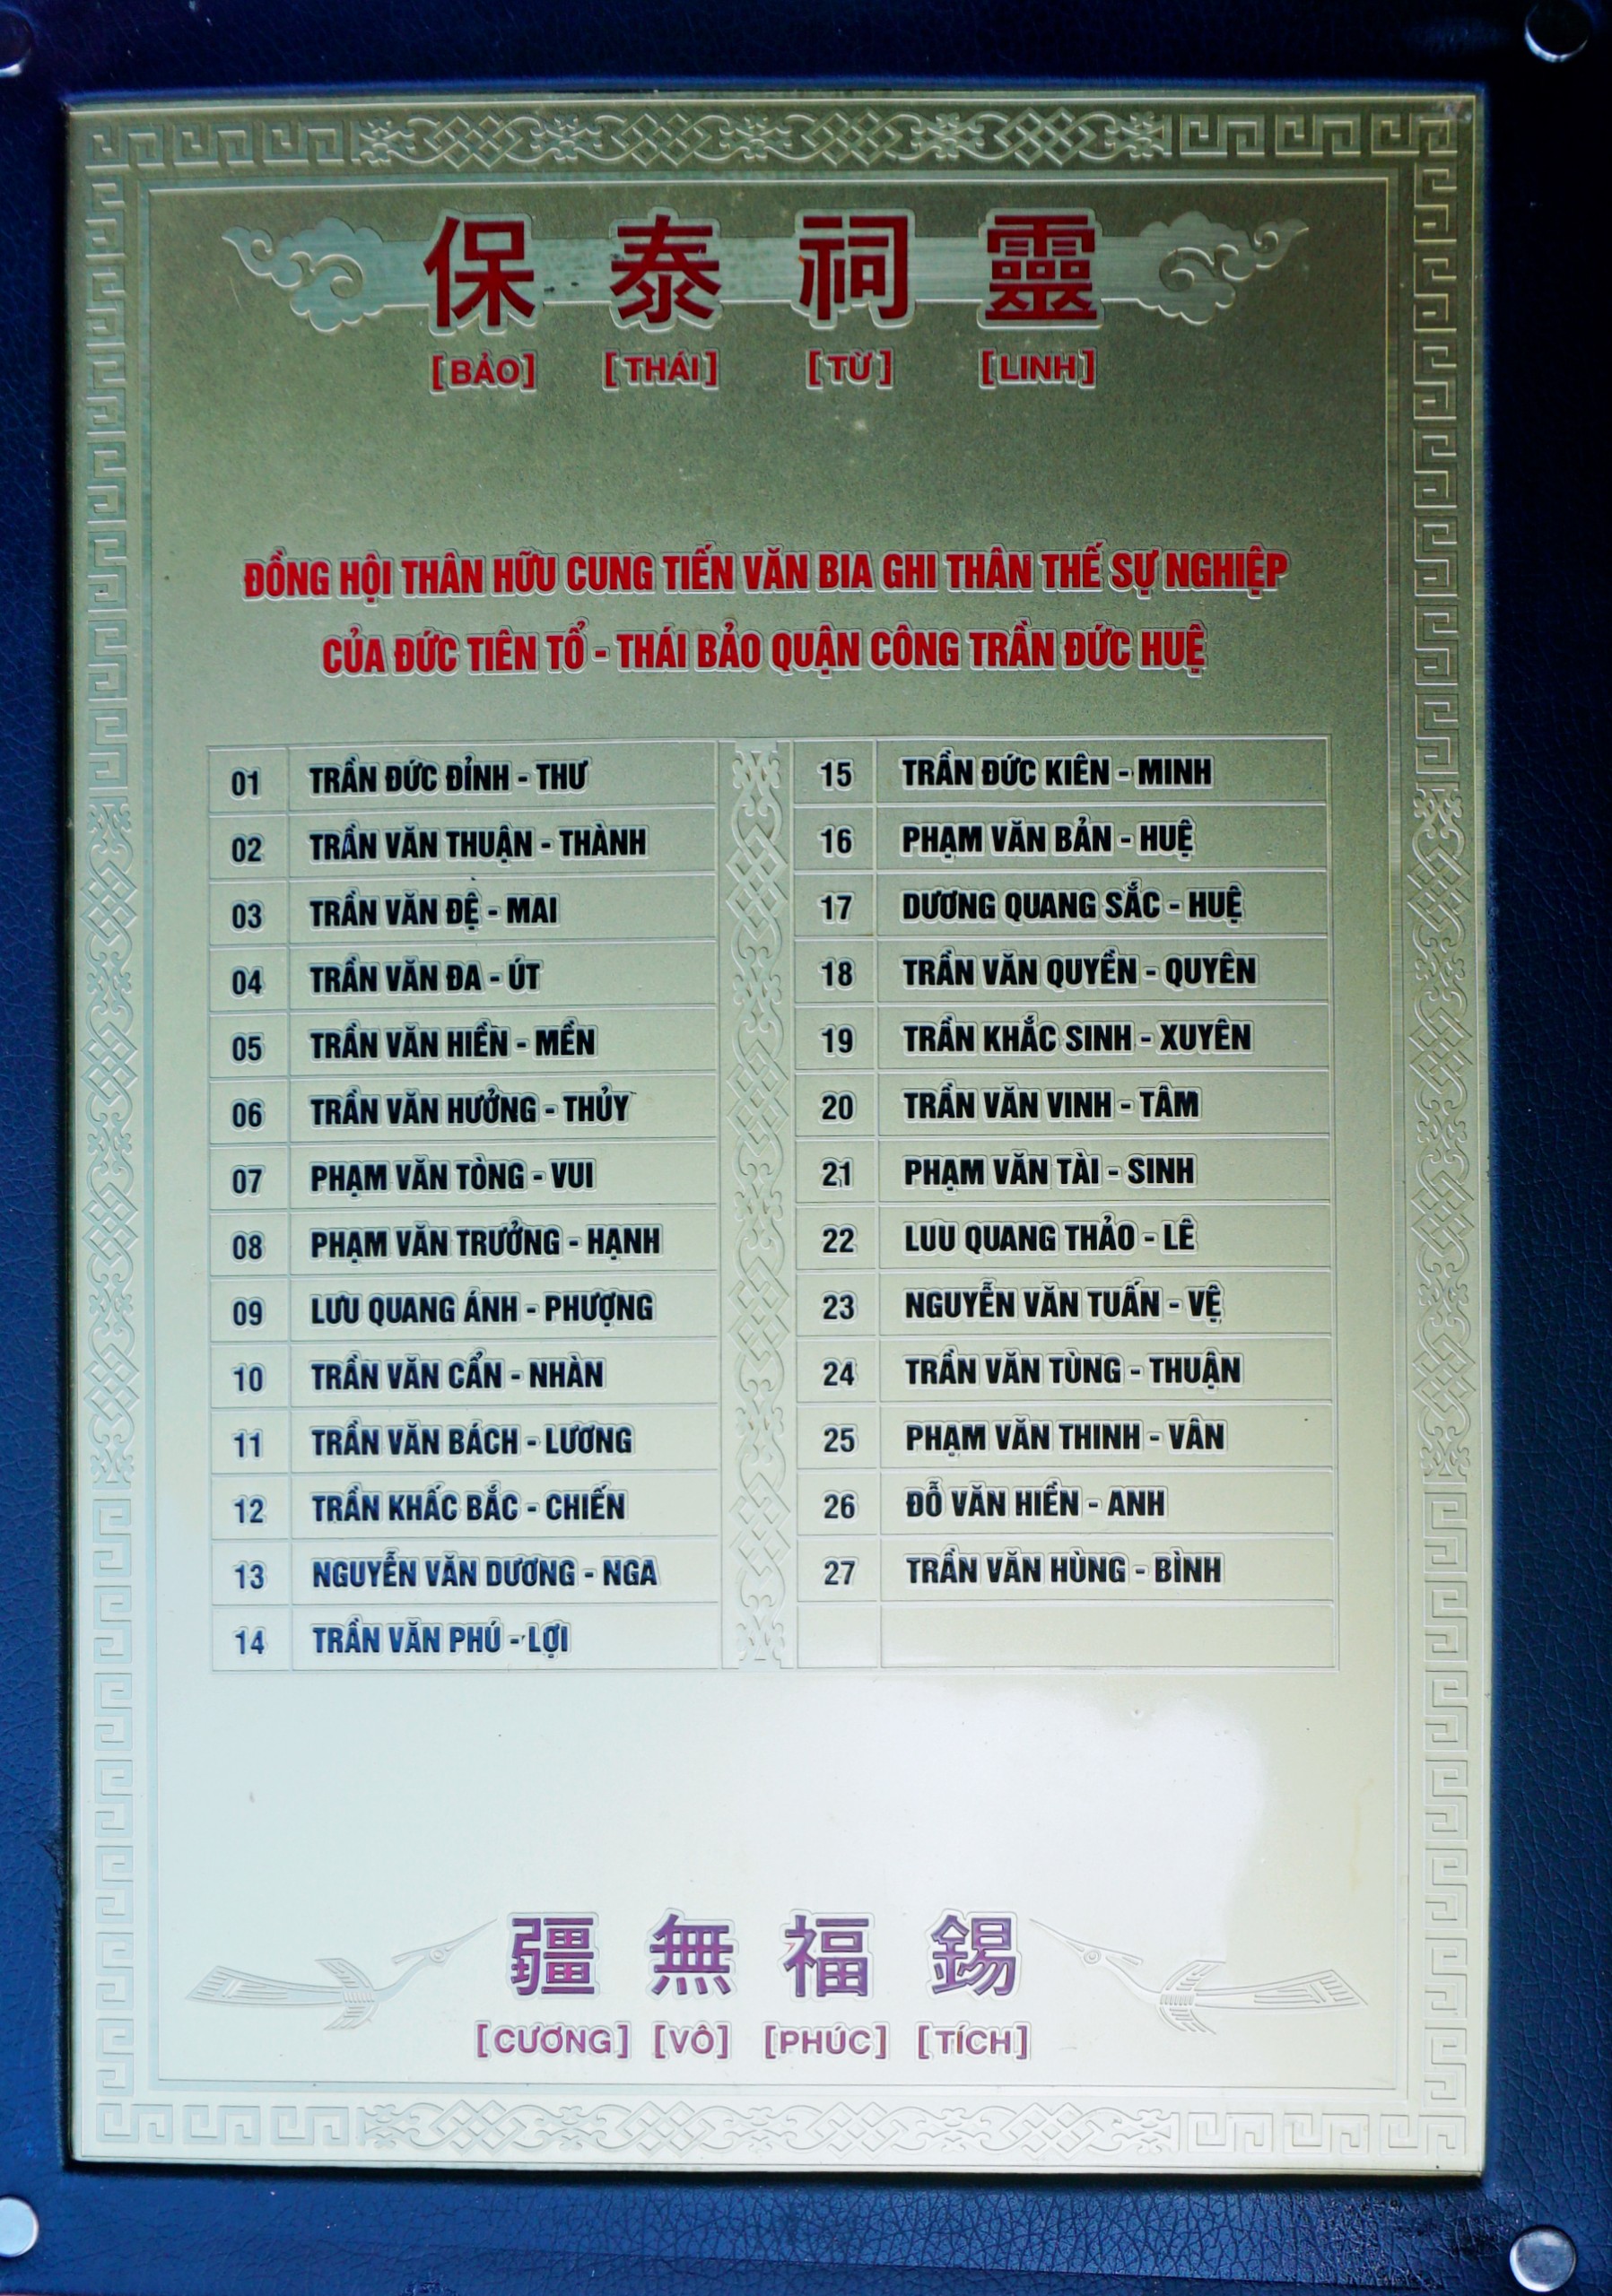 保 泰 祠 靈
[BẢO] [THÁI] [TỪ] [LINH]
ĐỒNG HỘI THÂN HỮU CUNG TIẾN VĂN BIA GHI THÂN THẾ SỰ NGHIỆP
CỦA ĐỨC TIÊN TỔ - THÁI BẢO QUẬN CÔNG TRẦN ĐỨC HUỆ
01 TRẦN ĐỨC ĐỈNH - THƯ
02 TRẦN VĂN THUẬN - THÀNH
03 TRẦN VĂN ĐỆ - MAI
04 TRẦN VĂN ĐA - ÚT
05 TRẦN VĂN HIỀN - MỀN
06 TRẦN VĂN HƯỞNG - THỦY
07 PHẠM VĂN TÒNG - VUI
08 PHẠM VĂN TRƯỞNG - HẠNH
09 LƯU QUANG ÁNH - PHƯỢNG
10 TRẦN VĂN CẨN - NHÀN
11 TRẦN VĂN BÁCH - LƯƠNG
12 TRẦN KHẤC BẮC - CHIẾN
13 NGUYỄN VĂN DƯƠNG - NGA
14 TRẦN VĂN PHÚ - LỢI
15 TRẦN ĐỨC KIÊN - MINH
16 PHẠM VĂN BẢN - HUỆ
17 DƯƠNG QUANG SẮC - HUỆ
18 TRẦN VĂN QUYỀN - QUYÊN
19 TRẦN KHẮC SINH - XUYÊN
20 TRẦN VĂN VINH - TÂM
21 PHẠM VĂN TÀI - SINH
22 LUU QUANG THẢO - LÊ
23 NGUYỄN VĂN TUẤN - VỆ
24 TRẦN VĂN TÙNG - THUẬN
25 PHẠM VĂN THINH - VÂN
26 ĐỖ VĂN HIỀN - ANH
27 TRẦN VĂN HÙNG - BÌNH
疆 無 福 錫
[CƯƠNG] [VÔ] [PHÚC] [TÍCH]